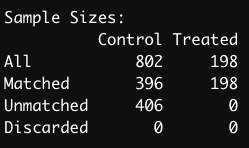 Sample Sizes:
Control Treated
All 802 198
Matched 396 198
Unmatched 406 0
Discarded 0 0